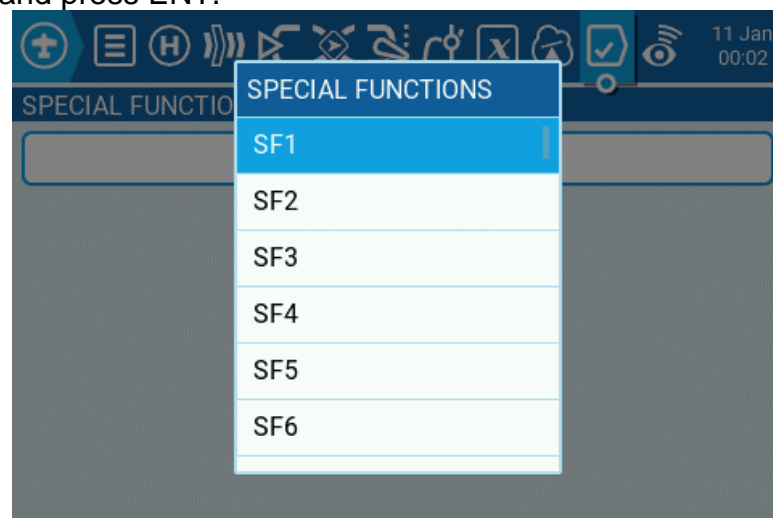 and press ENT.
11 Jan
00:02
SPECIAL FUNCTIO
SPECIAL FUNCTIONS
SF1
SF2
SF3
SF4
SF5
SF6